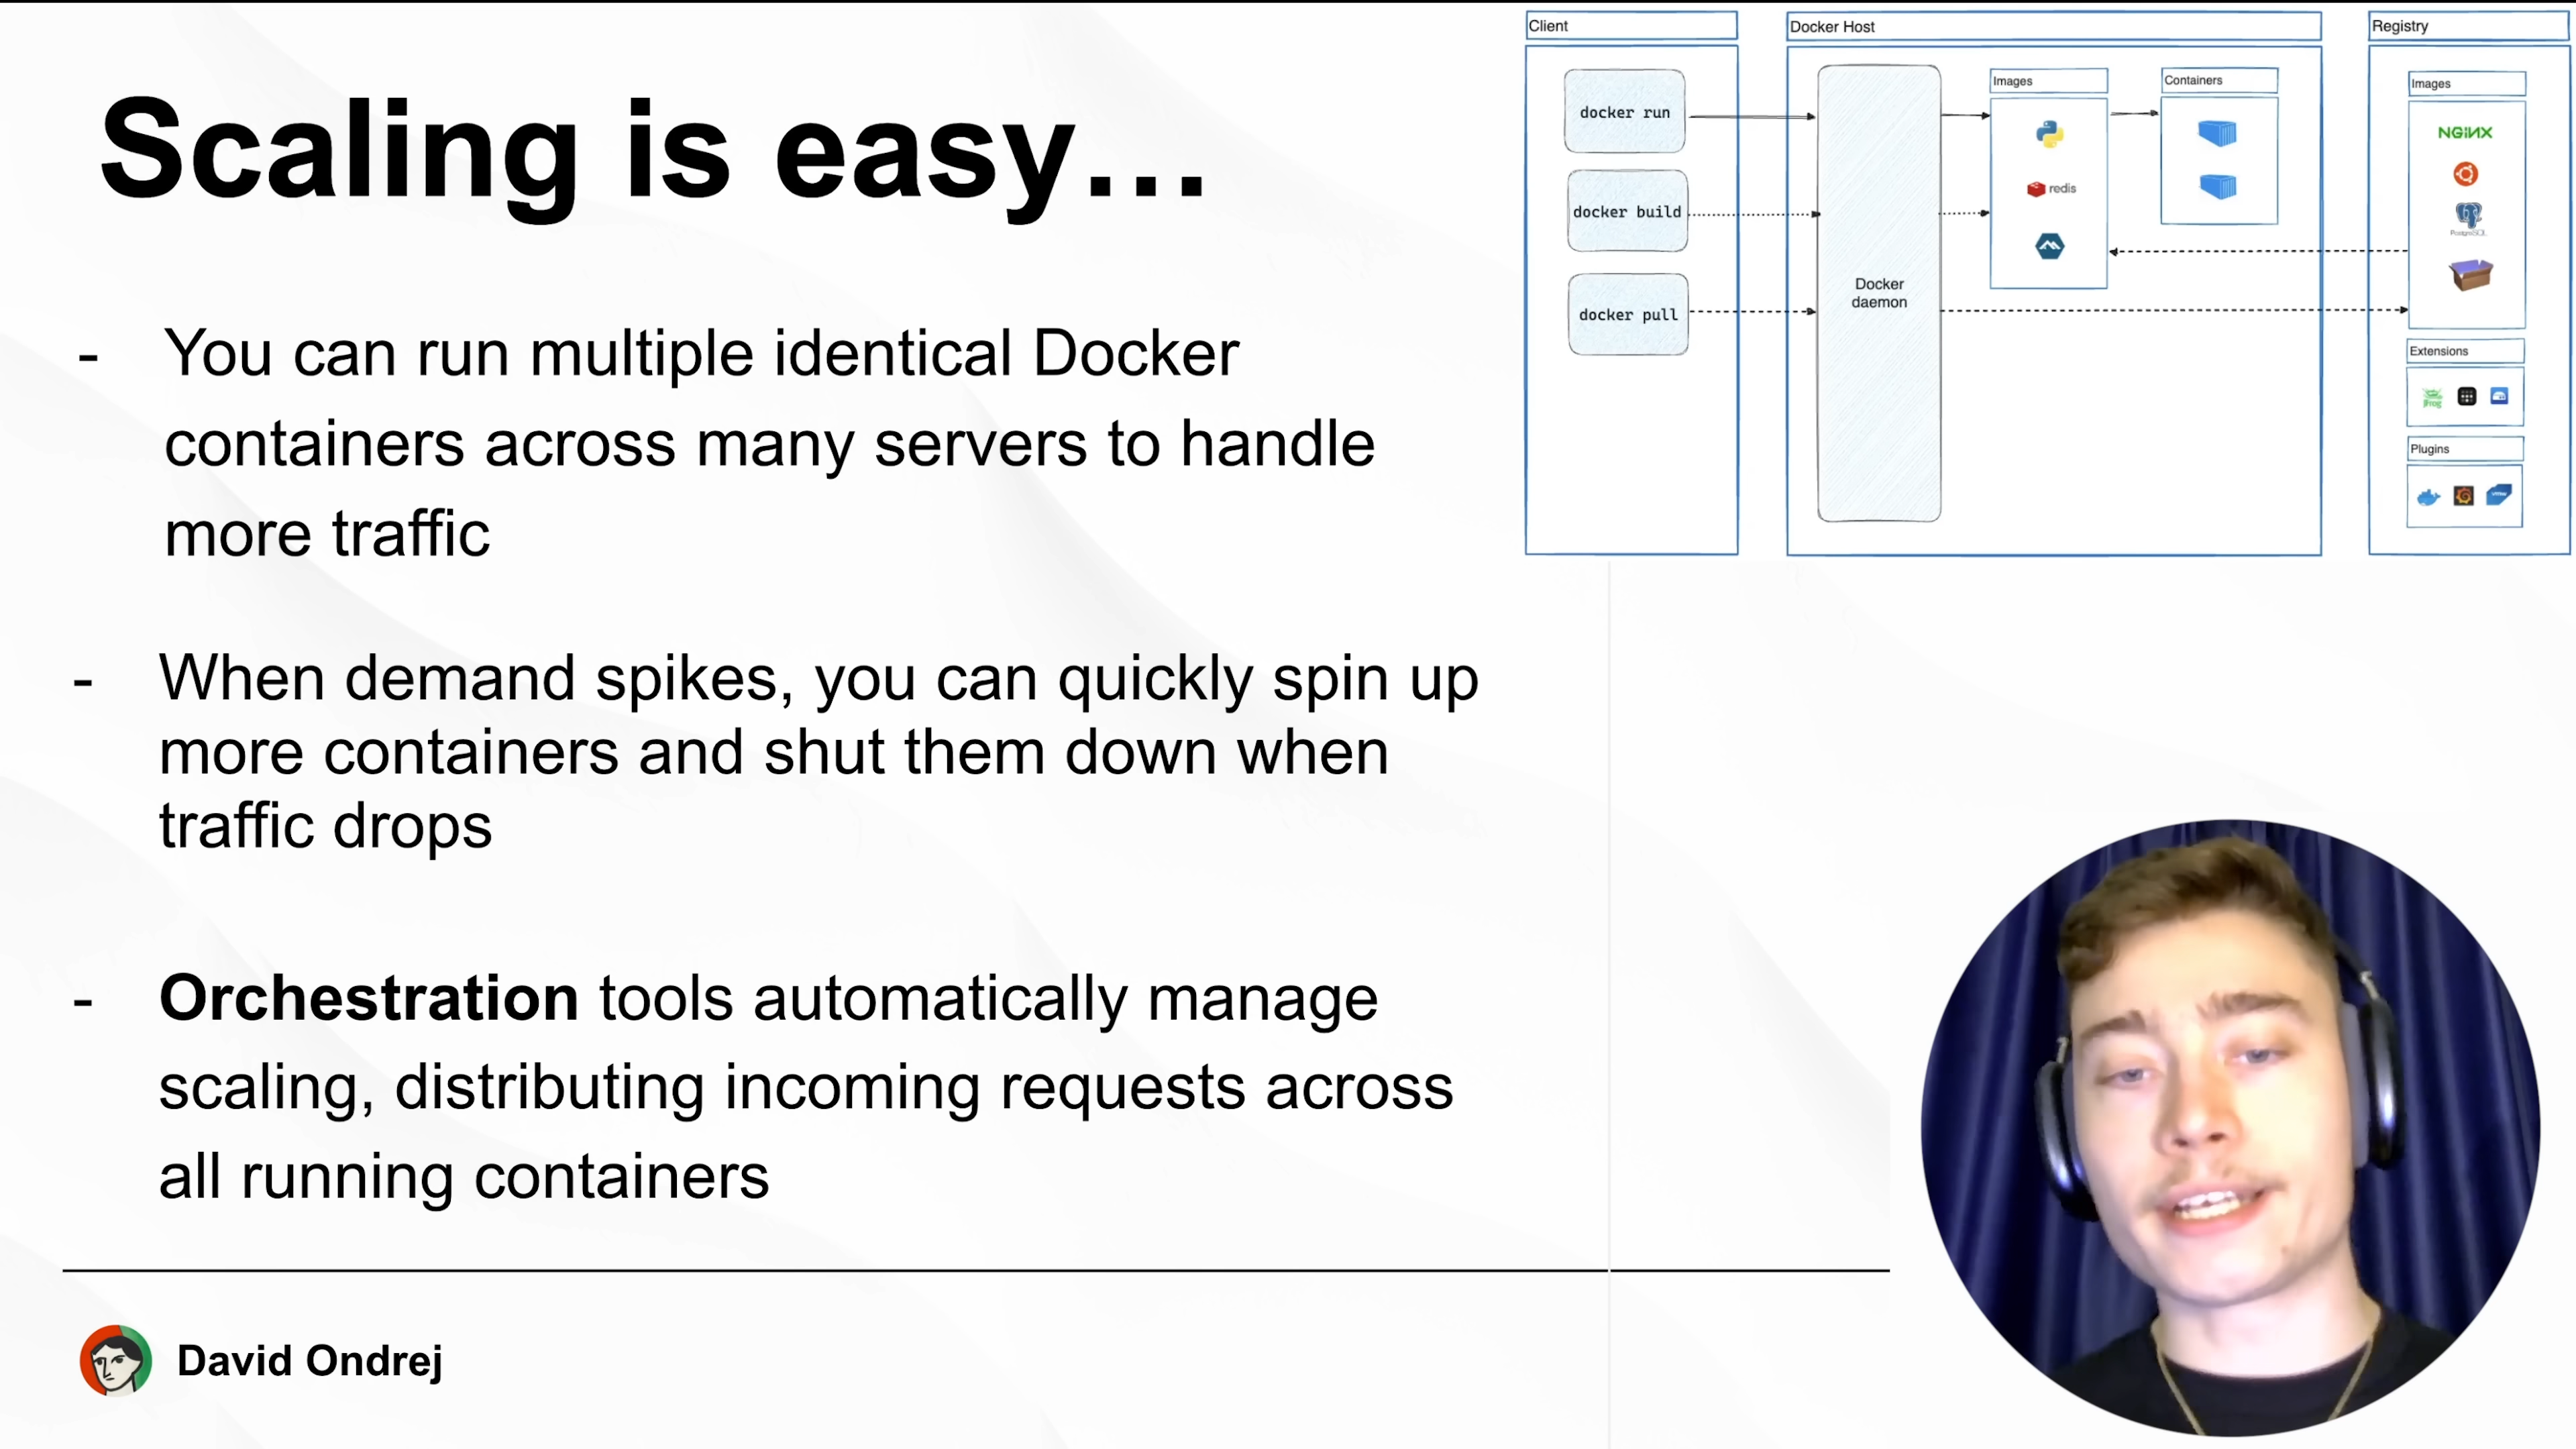 Scaling is easy...
- You can run multiple identical Docker
containers across many servers to handle
more traffic
- When demand spikes, you can quickly spin up
more containers and shut them down when
traffic drops
- Orchestration tools automatically manage
scaling, distributing incoming requests across
all running containers
David Ondrej
Client
docker run
docker build
docker pull
Docker Host
Docker
daemon
Images
redis
Containers
Registry
Images
NGINX
PostgreSQL
Extensions
JFrog
Plugins